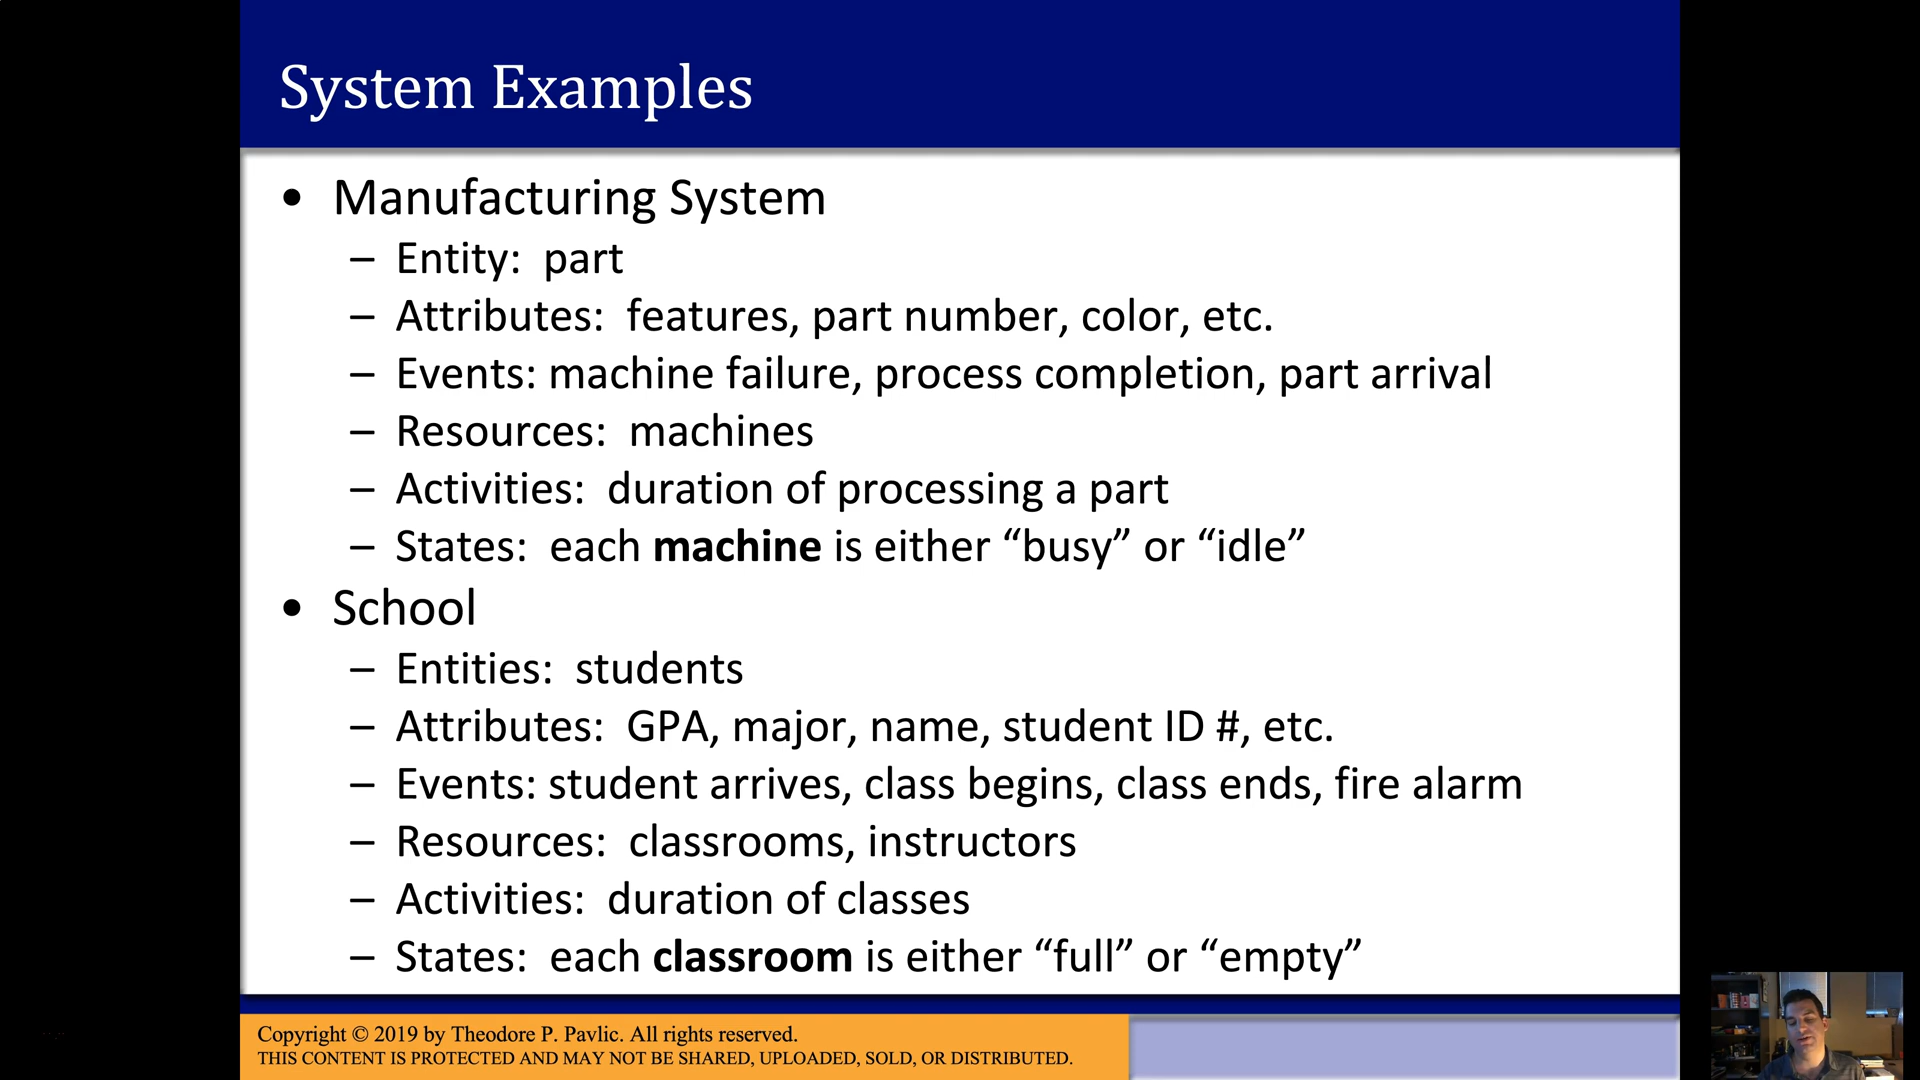 System Examples
• Manufacturing System
– Entity:  part
– Attributes:  features, part number, color, etc.
– Events: machine failure, process completion, part arrival
– Resources:  machines
– Activities:  duration of processing a part
– States:  each machine is either “busy” or “idle”
• School
– Entities:  students
– Attributes:  GPA, major, name, student ID #, etc.
– Events: student arrives, class begins, class ends, fire alarm
– Resources:  classrooms, instructors
– Activities:  duration of classes
– States:  each classroom is either “full” or “empty”
Copyright © 2019 by Theodore P. Pavlic. All rights reserved.
THIS CONTENT IS PROTECTED AND MAY NOT BE SHARED, UPLOADED, SOLD, OR DISTRIBUTED.